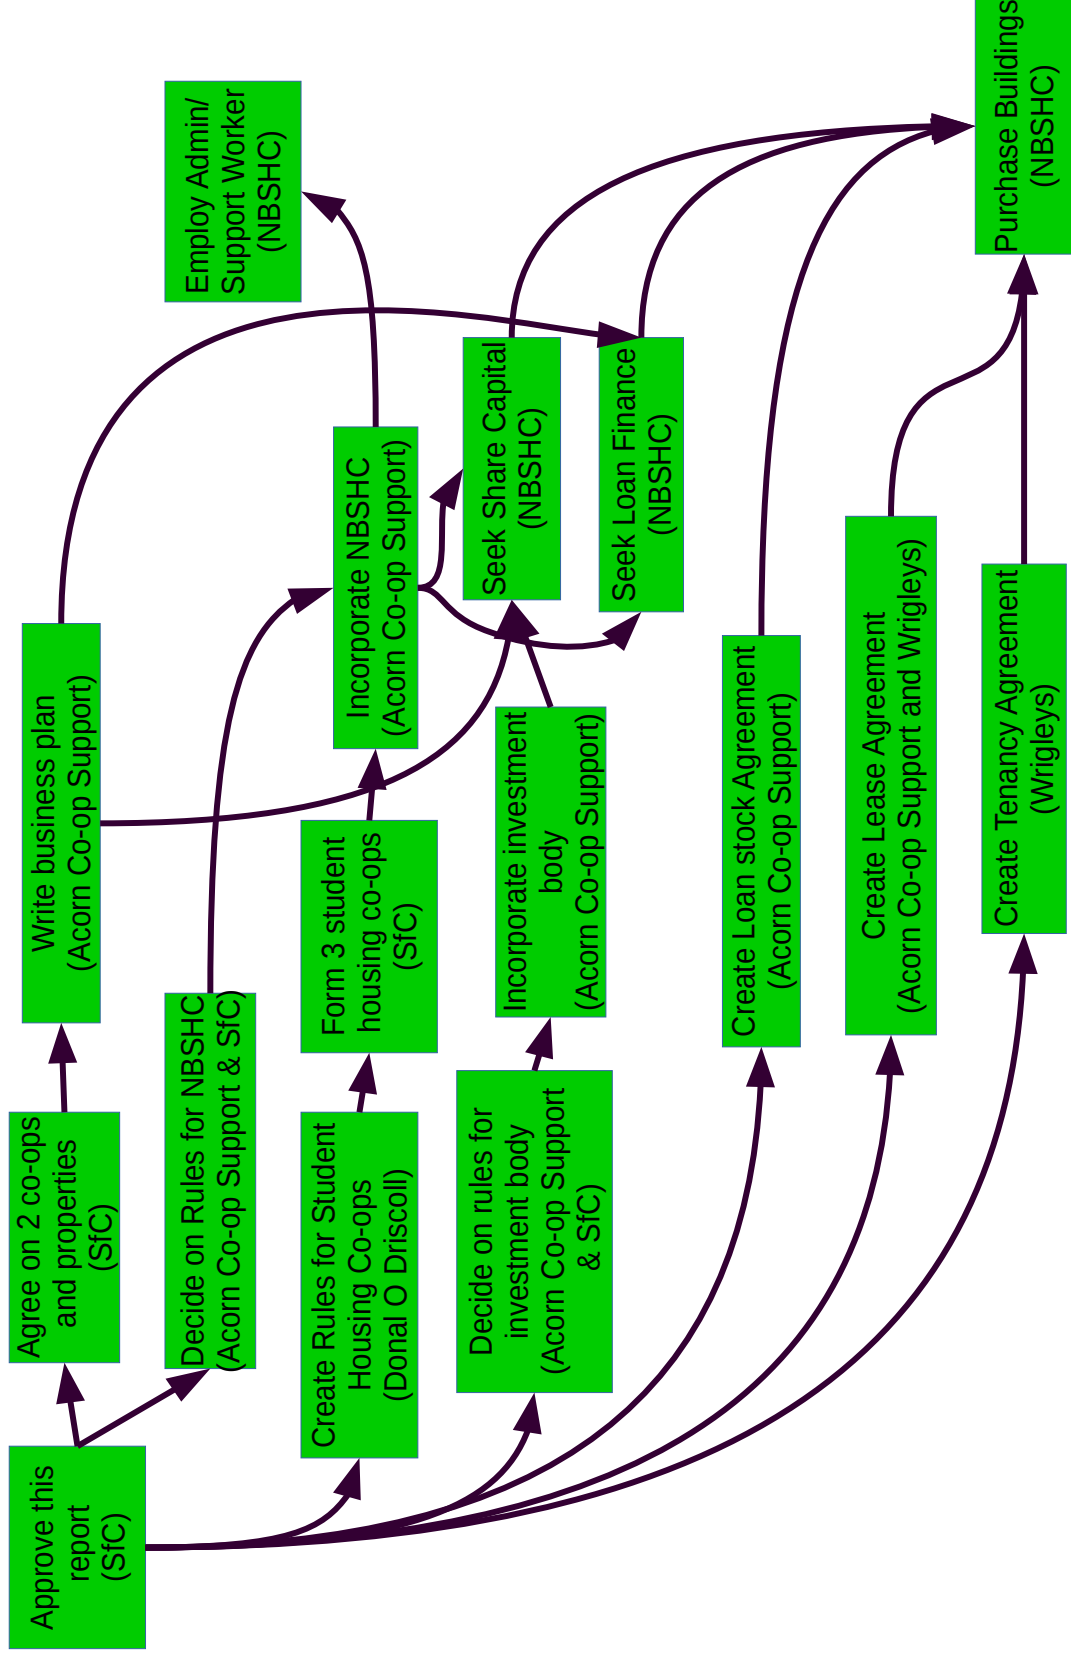 Approve this
report
(SfC)
Agree on 2 co-ops
and properties
(SfC)
Decide on Rules for NBSHC
(Acorn Co-op Support & SfC)
Create Rules for Student
Housing Co-ops
(Donal O Driscoll)
Decide on rules for
investment body
(Acorn Co-op Support
& SfC)
Write business plan
(Acorn Co-op Support)
Form 3 student
housing co-ops
(SfC)
Incorporate investment
body
(Acorn Co-op Support)
Create Loan stock Agreement
(Acorn Co-op Support)
Create Lease Agreement
(Acorn Co-op Support and Wrigleys)
Create Tenancy Agreement
(Wrigleys)
Incorporate NBSHC
(Acorn Co-op Support)
Seek Share Capital
(NBSHC)
Seek Loan Finance
(NBSHC)
Employ Admin/
Support Worker
(NBSHC)
Purchase Buildings
(NBSHC)